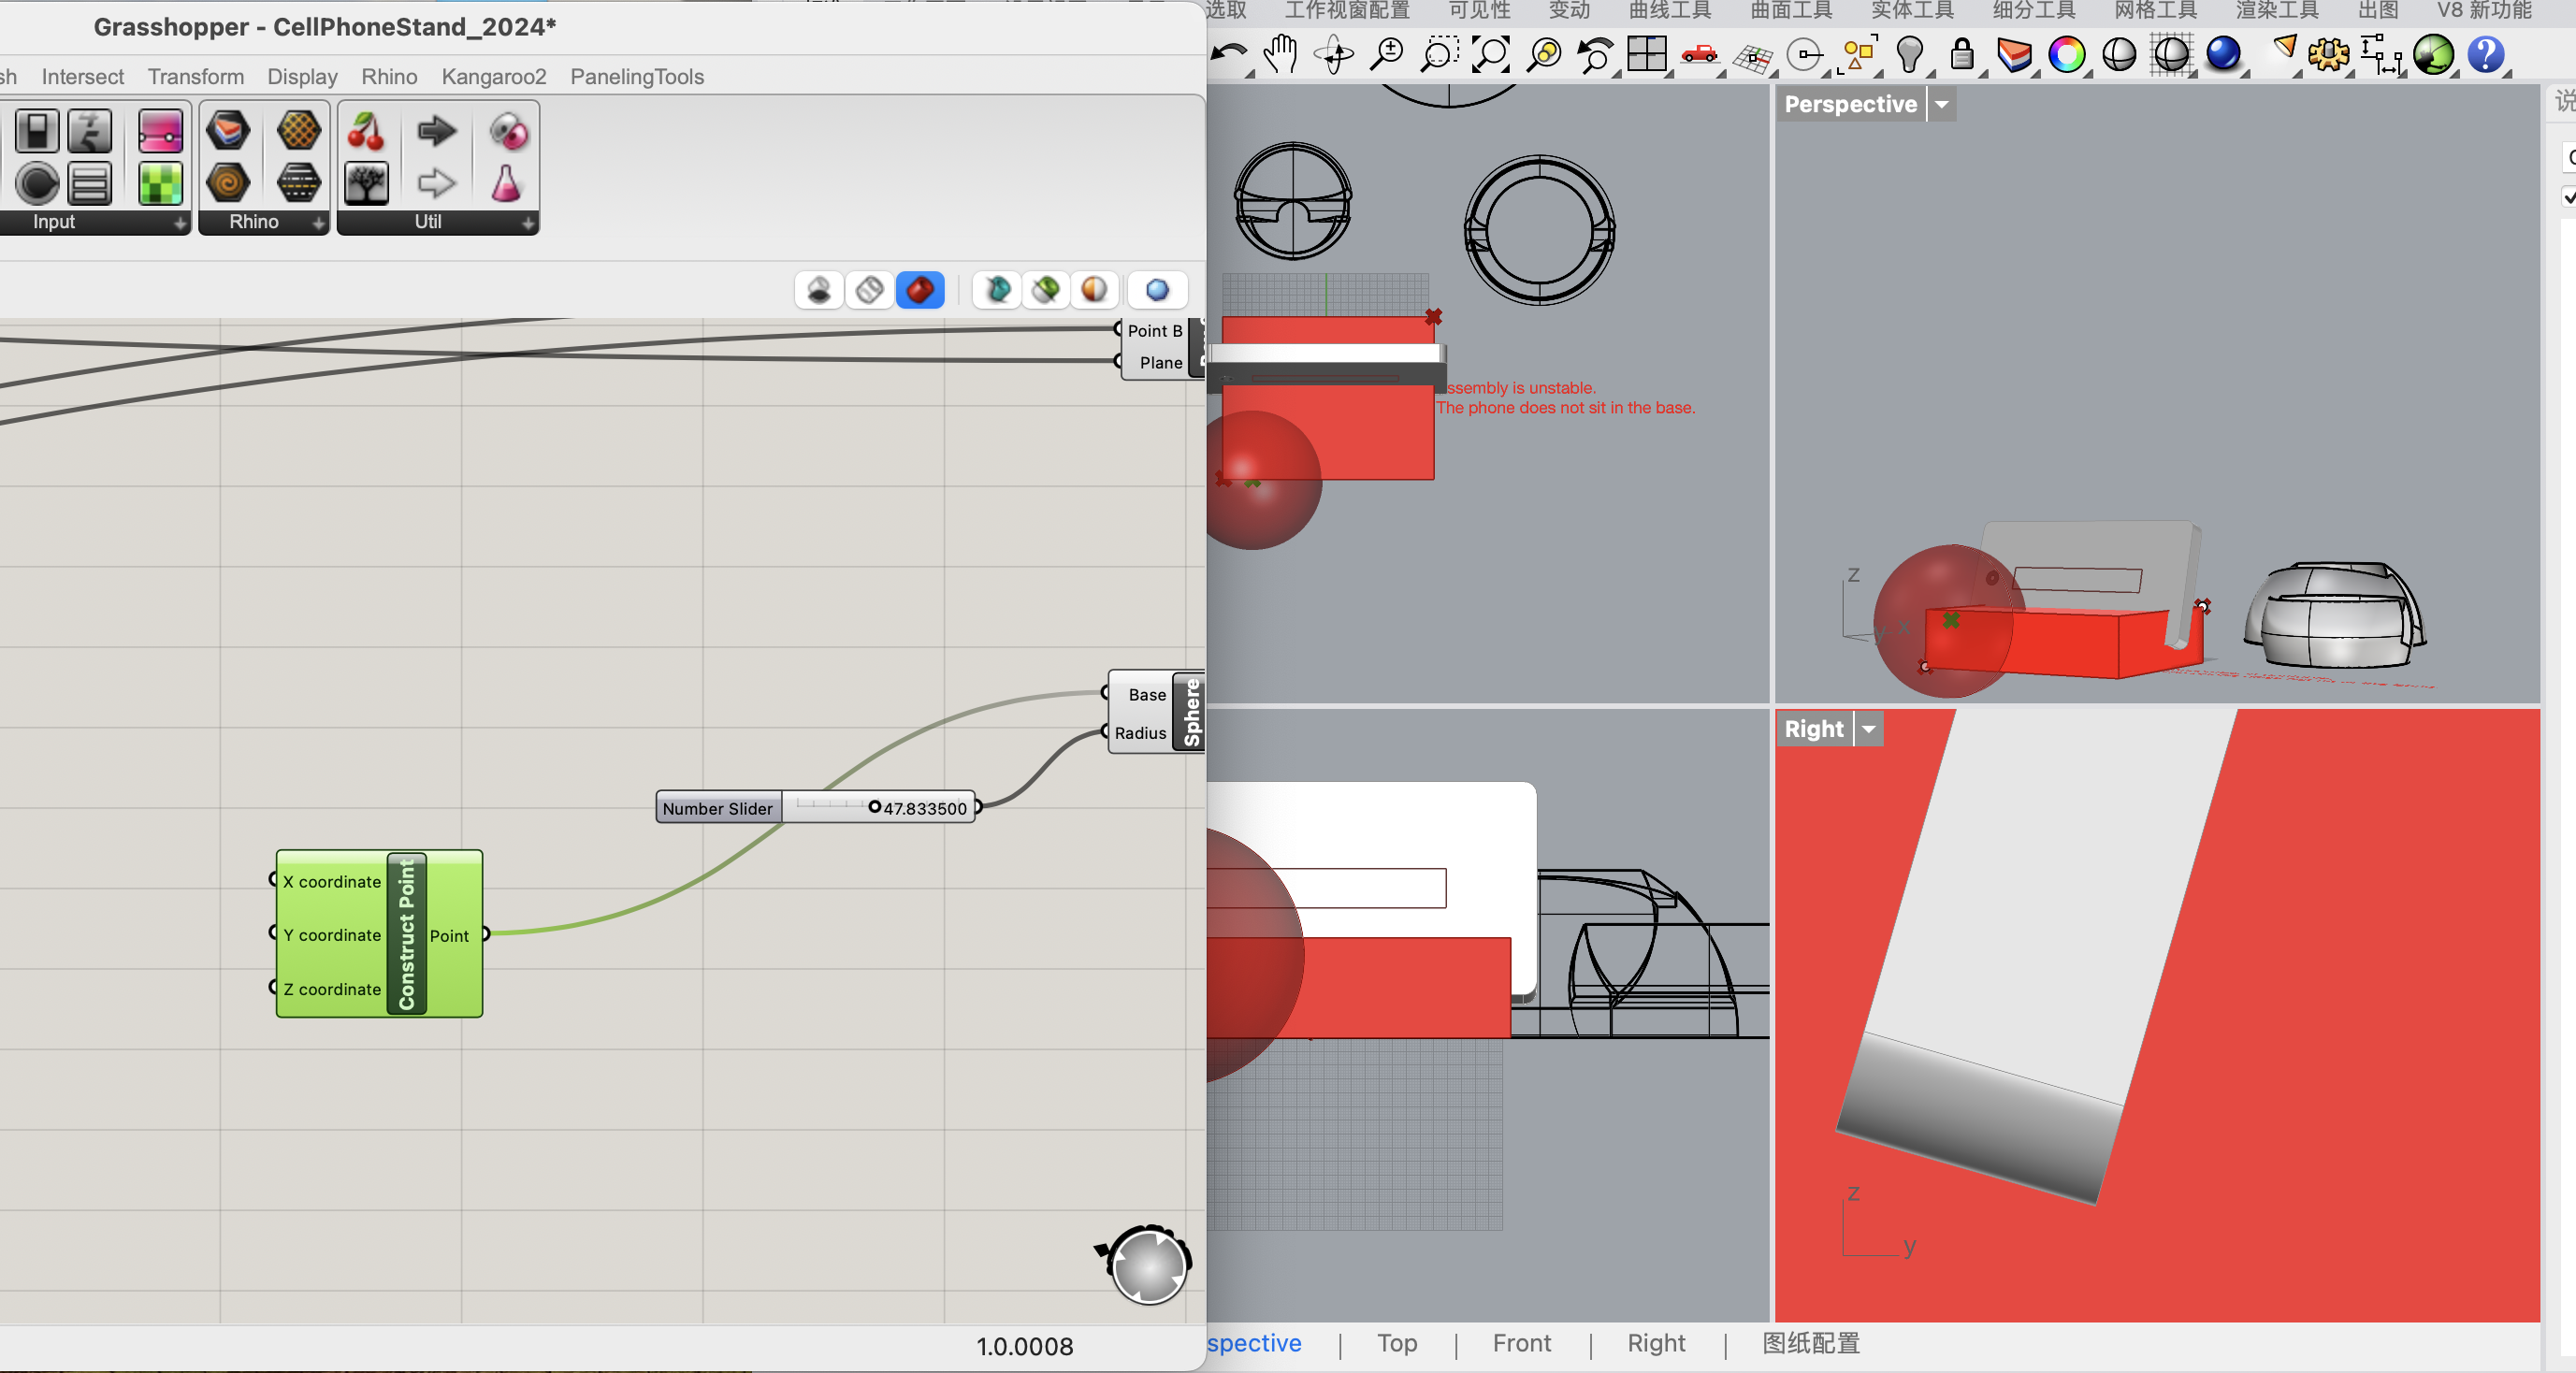 Grasshopper - CellPhoneStand_2024*
sh Intersect Transform Display Rhino Kangaroo2 PanelingTools
Input Rhino Util
Point B
Plane
Base
Radius
Sphere
Number Slider 47.833500
X coordinate
Y coordinate
Z coordinate
Construct Point
Point
1.0.0008
选取 工作视窗配置 可见性 变动 曲线工具 曲面工具 实体工具 细分工具 网格工具 渲染工具 出图 V8 新功能
ssembly is unstable.
The phone does not sit in the base.
Perspective
z
y x
Right
z
y
spective | Top | Front | Right | 图纸配置